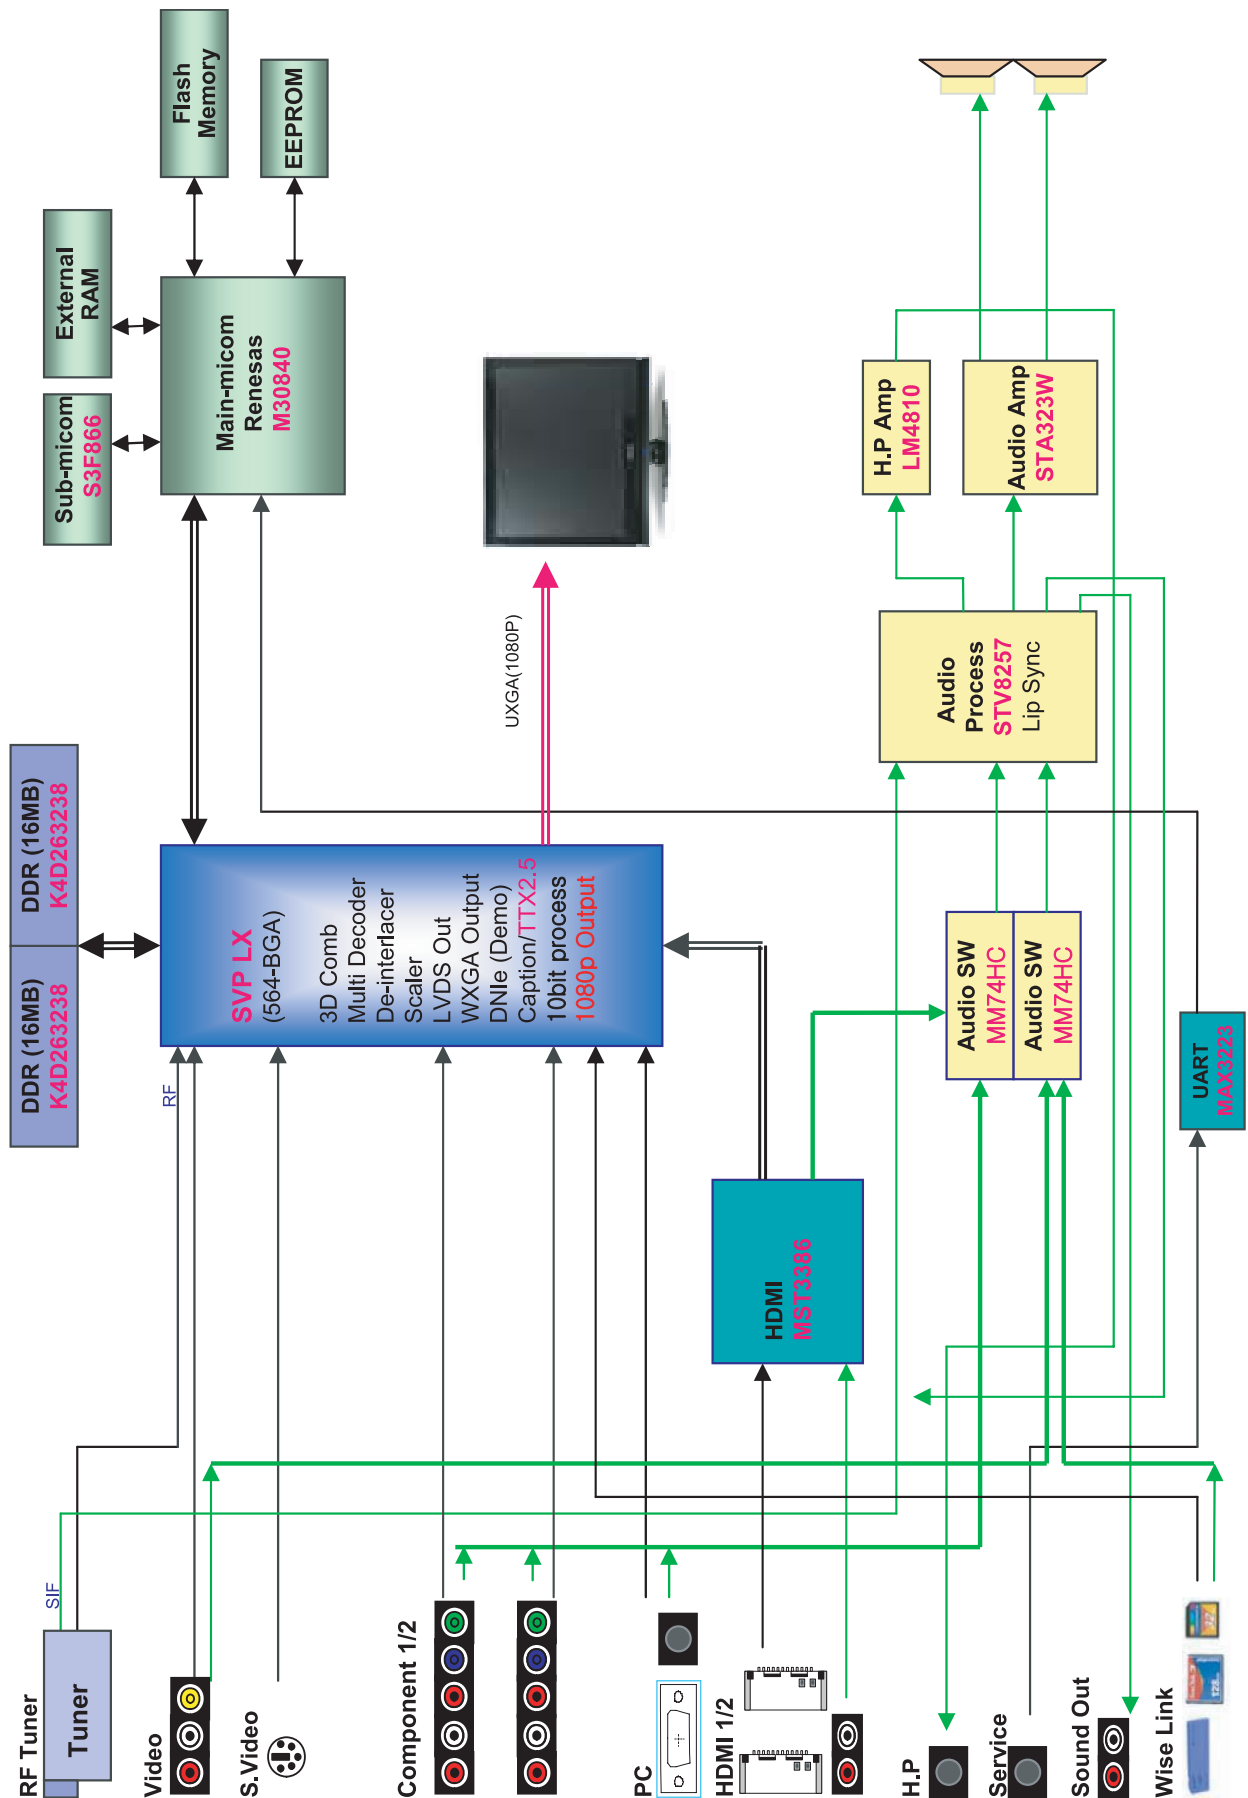 RF Tuner
Tuner
SIF
RF
Video
S.Video
Component 1/2
PC
HDMI 1/2
H.P
Service
Sound Out
Wise Link
DDR (16MB)
K4D263238
DDR (16MB)
K4D263238
SVP LX
(564-BGA)
3D Comb
Multi Decoder
De-interlacer
Scaler
LVDS Out
WXGA Output
DNIe (Demo)
Caption/TTX2.5
10bit process
1080p Output
HDMI
MST3386
Audio SW
MM74HC
Audio SW
MM74HC
UART
MAX3223
Sub-micom
S3F866
External
RAM
Main-micom
Renesas
M30840
Flash
Memory
EEPROM
UXGA(1080P)
Audio
Process
STV8257
Lip Sync
H.P Amp
LM4810
Audio Amp
STA323W